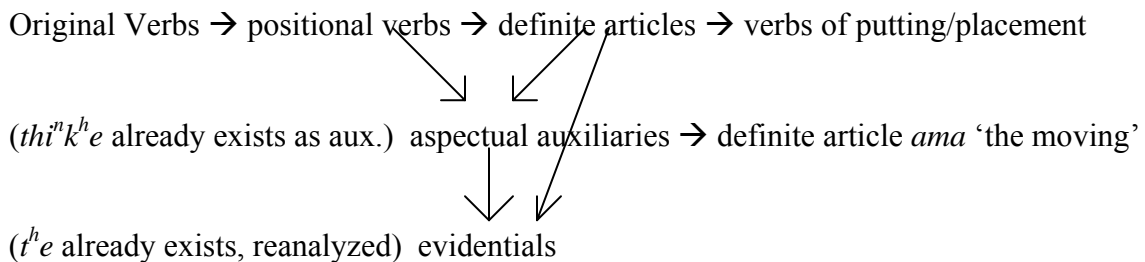 Original Verbs → positional verbs → definite articles → verbs of putting/placement
(thiⁿkʰe already exists as aux.) aspectual auxiliaries → definite article ama ‘the moving’
(tʰe already exists, reanalyzed) evidentials